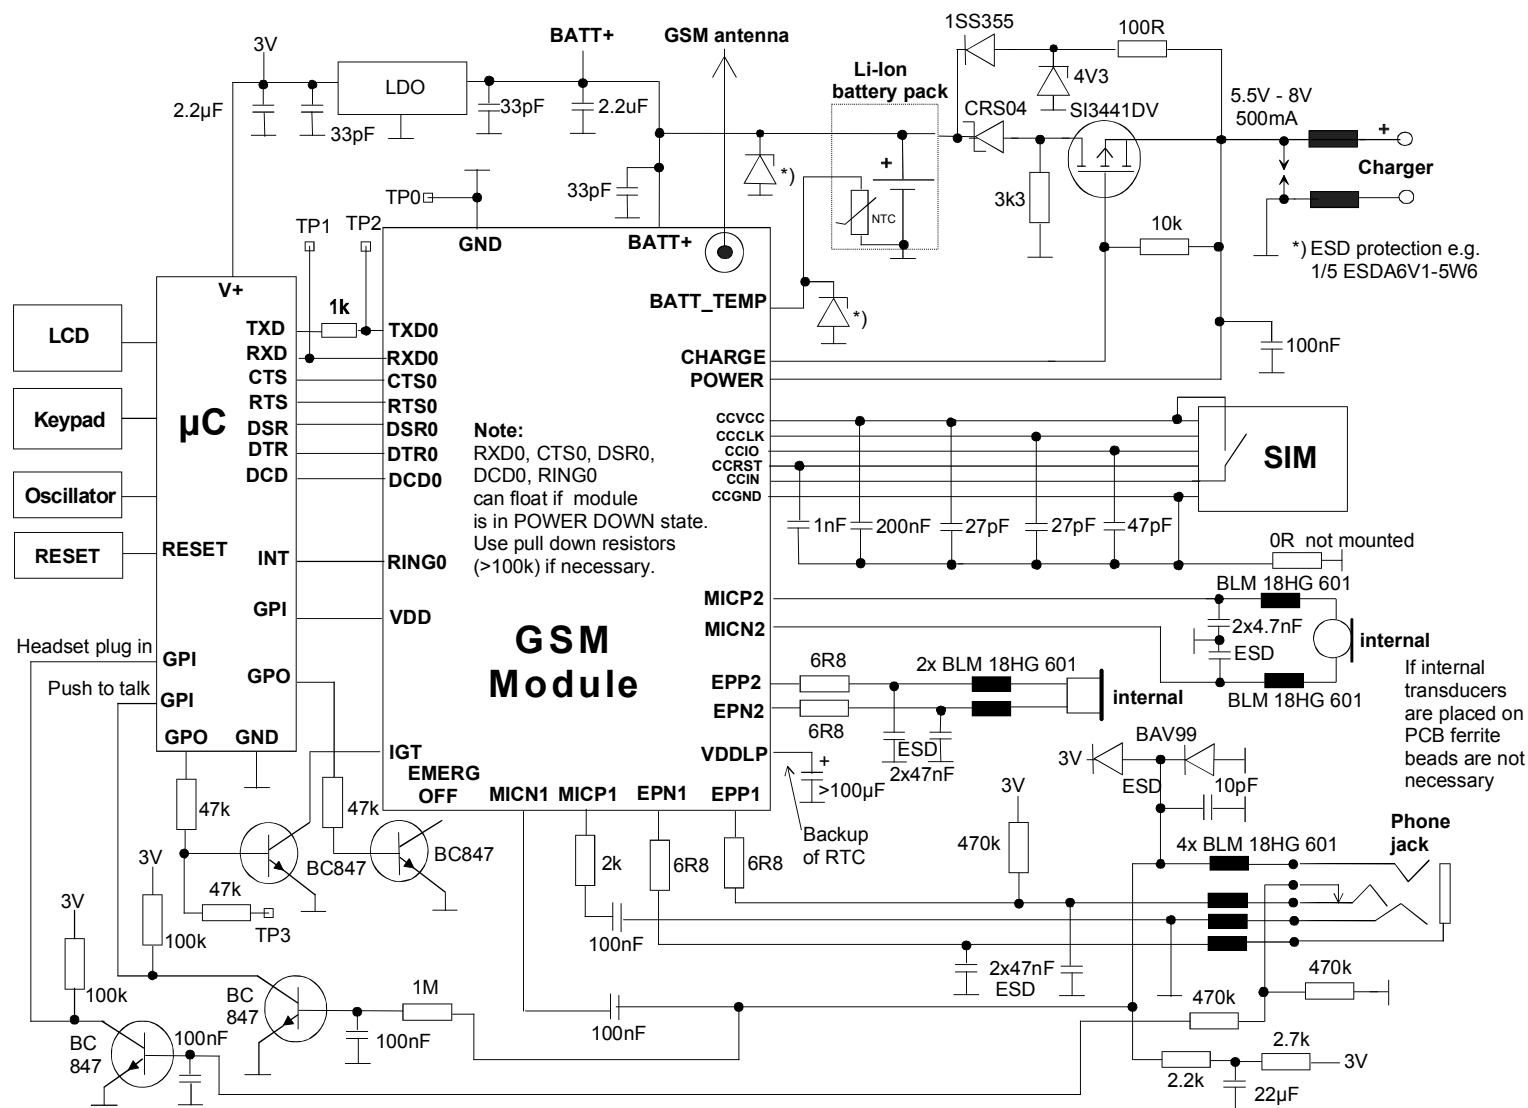 1SS355
100R
BATT+
GSM antenna
3V
LDO
Li-Ion
battery pack
4V3
2.2µF
33pF
33pF
2.2uF
CRS04
SI3441DV
5.5V - 8V
500mA
+
+
Charger
33pF
*)
TP0
NTC
3k3
10k
TP1
TP2
GND
BATT+
*) ESD protection e.g.
1/5 ESDA6V1-5W6
V+
1k
BATT_TEMP
*)
LCD
TXD
TXD0
RXD
RXD0
CHARGE
100nF
CTS
CTS0
POWER
Keypad
µC
RTS
RTS0
DSR
DSR0
DTR
DTR0
DCD
DCD0
Note:
RXD0, CTS0, DSR0,
DCD0, RING0
can float if module
is in POWER DOWN state.
Use pull down resistors
(>100k) if necessary.
CCVCC
CCCLK
CCIO
CCRST
CCIN
CCGND
SIM
Oscillator
1nF
200nF
27pF
27pF
47pF
RESET
RESET
INT
RING0
0R not mounted
BLM 18HG 601
GPI
VDD
MICP2
MICN2
2x4.7nF
ESD
internal
BLM 18HG 601
GSM
Module
Headset plug in
GPI
Push to talk
GPI
GPO
6R8
2x BLM 18HG 601
EPP2
EPN2
internal
6R8
If internal
transducers
are placed on
PCB ferrite
beads are not
necessary
GPO
GND
IGT
EMERG
OFF
ESD
2x47nF
VDDLP
+
>100µF
3V
BAV99
ESD
10pF
MICN1
MICP1
EPN1
EPP1
47k
47k
Backup
of RTC
3V
470k
Phone
jack
BC847
BC847
2k
6R8
6R8
4x BLM 18HG 601
3V
47k
TP3
3V
100k
100nF
100k
2x47nF
ESD
470k
470k
BC
847
1M
100nF
100nF
BC
847
100nF
2.7k
3V
2.2k
22µF